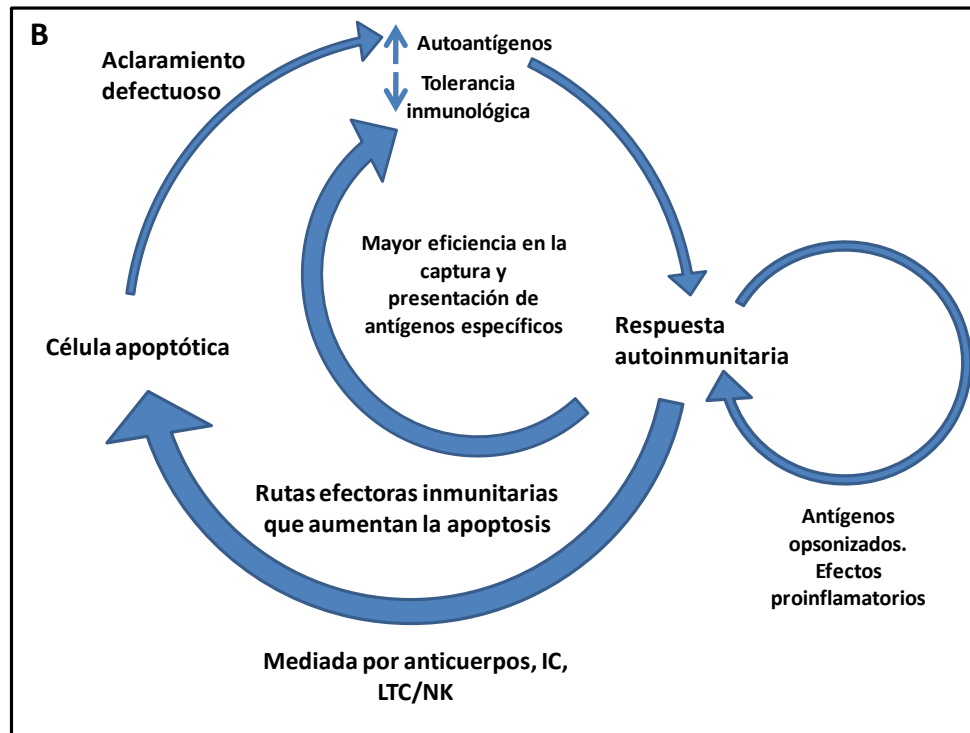 B
Aclaramiento
defectuoso
Autoantígenos
Tolerancia
inmunológica
Mayor eficiencia en la
captura y
presentación de
antígenos específicos
Célula apoptótica
Respuesta
autoinmunitaria
Rutas efectoras inmunitarias
que aumentan la apoptosis
Antígenos
opsonizados.
Efectos
proinflamatorios
Mediada por anticuerpos, IC,
LTC/NK